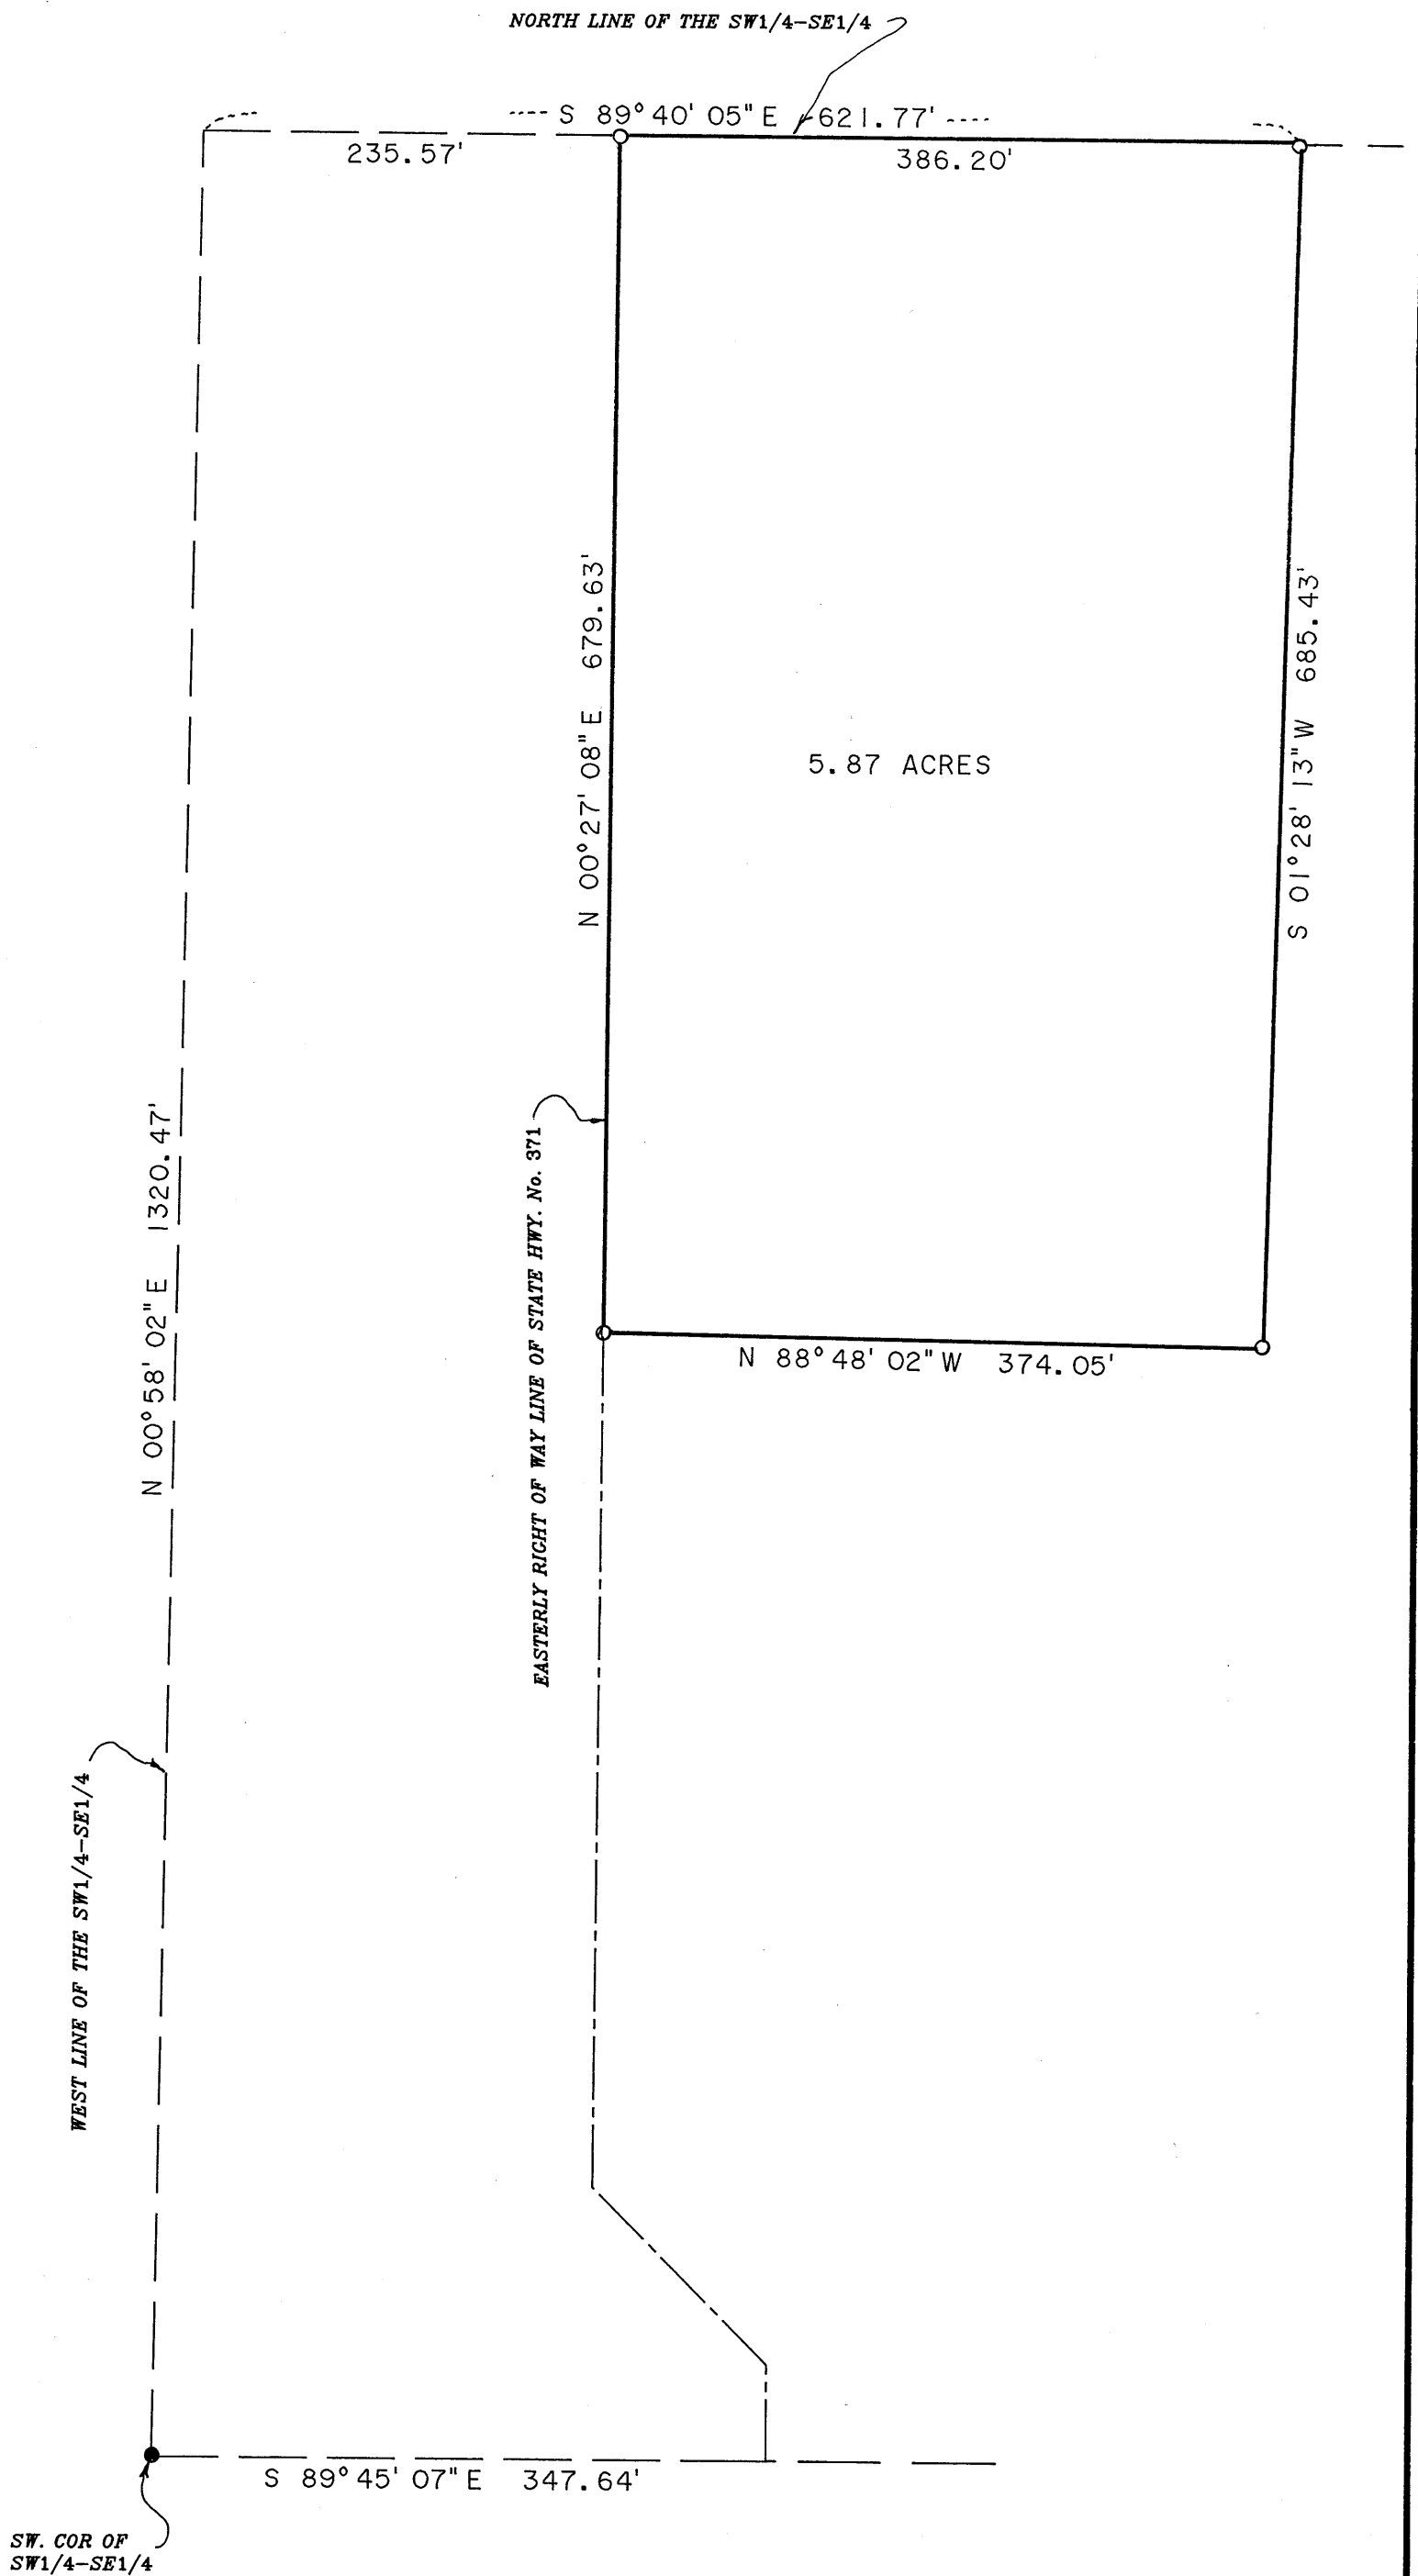 NORTH LINE OF THE SW1/4-SE1/4
S 89°40'05"E 621.77'
235.57'
386.20'
N 00°27'08"E 679.63'
S 01°28'13"W 685.43'
5.87 ACRES
N 00°58'02"E 1320.47'
EASTERLY RIGHT OF WAY LINE OF STATE HWY. No. 371
N 88°48'02"W 374.05'
WEST LINE OF THE SW1/4-SE1/4
S 89°45'07"E 347.64'
SW. COR OF
SW1/4-SE1/4